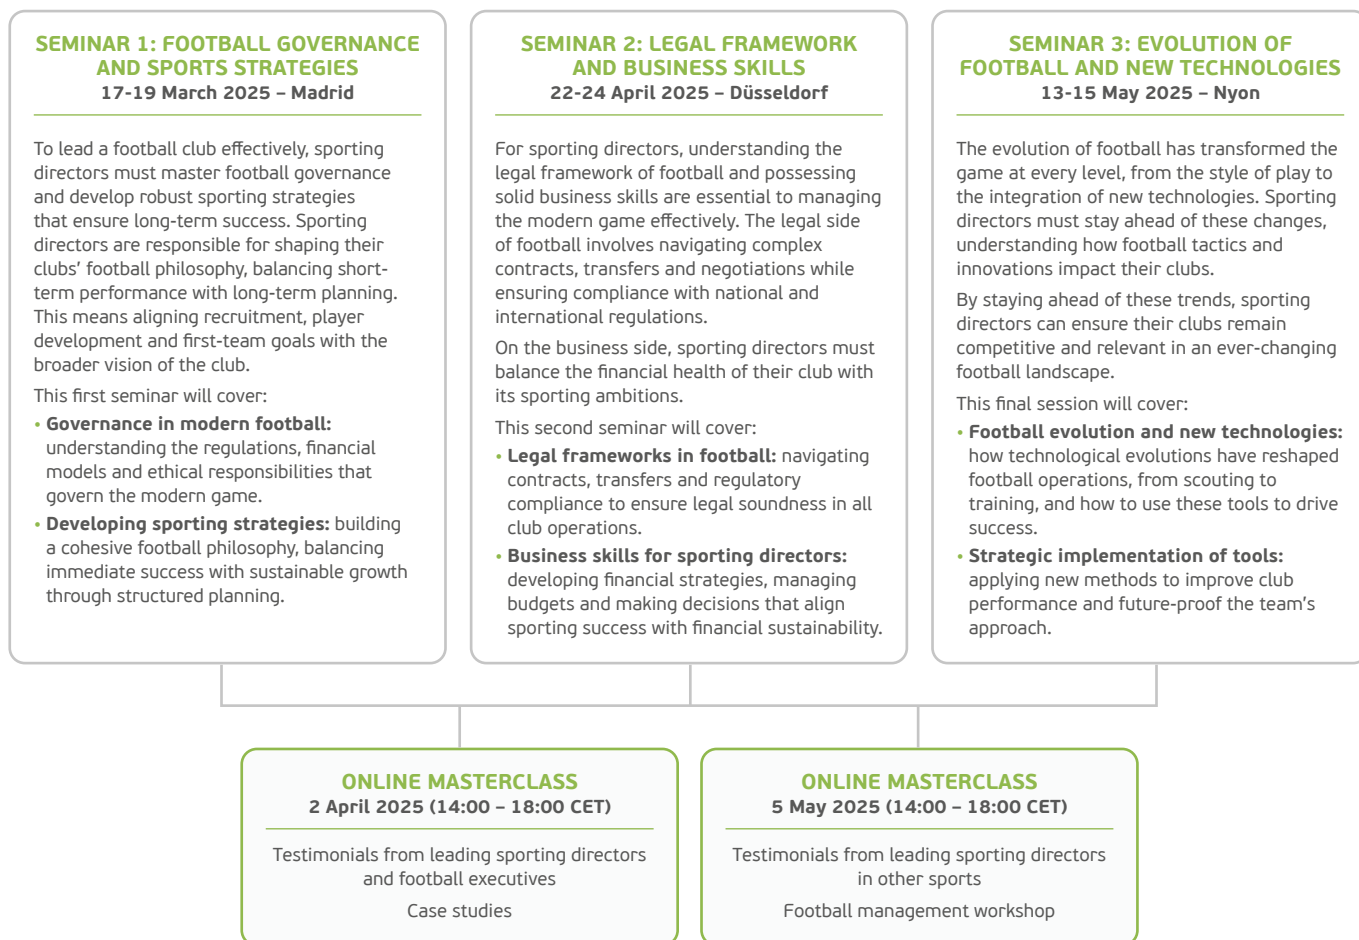 SEMINAR 1: FOOTBALL GOVERNANCE
AND SPORTS STRATEGIES
17-19 March 2025 – Madrid
To lead a football club effectively, sporting
directors must master football governance
and develop robust sporting strategies
that ensure long-term success. Sporting
directors are responsible for shaping their
clubs’ football philosophy, balancing short-
term performance with long-term planning.
This means aligning recruitment, player
development and first-team goals with the
broader vision of the club.
This first seminar will cover:
• Governance in modern football:
understanding the regulations, financial
models and ethical responsibilities that
govern the modern game.
• Developing sporting strategies: building
a cohesive football philosophy, balancing
immediate success with sustainable growth
through structured planning.
SEMINAR 2: LEGAL FRAMEWORK
AND BUSINESS SKILLS
22-24 April 2025 – Düsseldorf
For sporting directors, understanding the
legal framework of football and possessing
solid business skills are essential to managing
the modern game effectively. The legal side
of football involves navigating complex
contracts, transfers and negotiations while
ensuring compliance with national and
international regulations.
On the business side, sporting directors must
balance the financial health of their club with
its sporting ambitions.
This second seminar will cover:
• Legal frameworks in football: navigating
contracts, transfers and regulatory
compliance to ensure legal soundness in all
club operations.
• Business skills for sporting directors:
developing financial strategies, managing
budgets and making decisions that align
sporting success with financial sustainability.
SEMINAR 3: EVOLUTION OF
FOOTBALL AND NEW TECHNOLOGIES
13-15 May 2025 – Nyon
The evolution of football has transformed the
game at every level, from the style of play to
the integration of new technologies. Sporting
directors must stay ahead of these changes,
understanding how football tactics and
innovations impact their clubs.
By staying ahead of these trends, sporting
directors can ensure their clubs remain
competitive and relevant in an ever-changing
football landscape.
This final session will cover:
• Football evolution and new technologies:
how technological evolutions have reshaped
football operations, from scouting to
training, and how to use these tools to drive
success.
• Strategic implementation of tools:
applying new methods to improve club
performance and future-proof the team’s
approach.
ONLINE MASTERCLASS
2 April 2025 (14:00 – 18:00 CET)
Testimonials from leading sporting directors
and football executives
Case studies
ONLINE MASTERCLASS
5 May 2025 (14:00 – 18:00 CET)
Testimonials from leading sporting directors
in other sports
Football management workshop